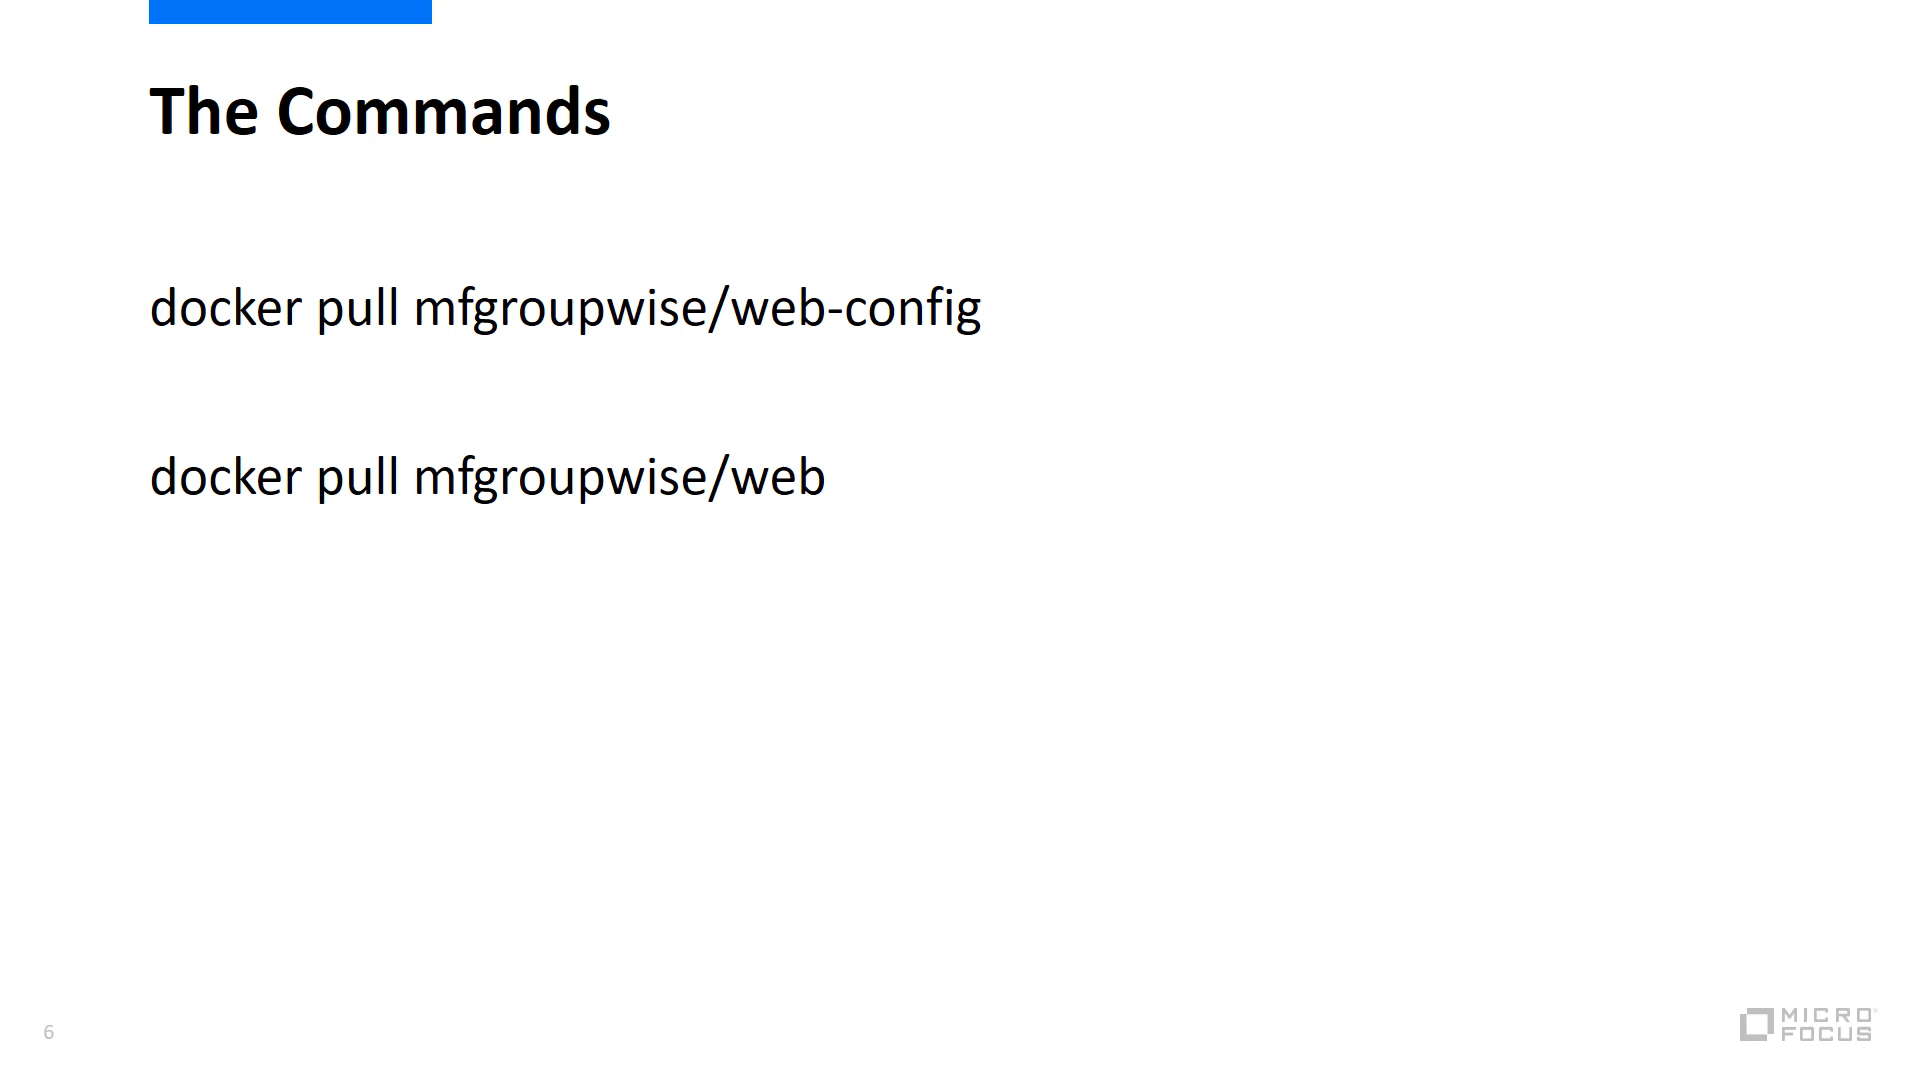 The Commands
docker pull mfgroupwise/web-config
docker pull mfgroupwise/web
6
MICRO
FOCUS